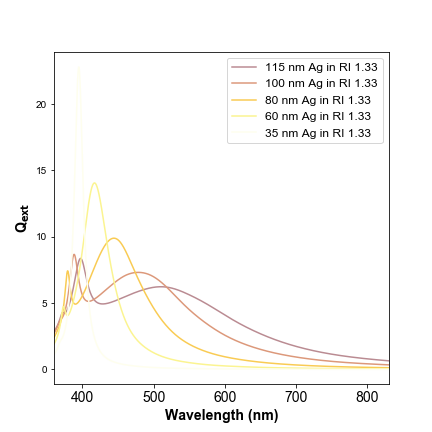 115 nm Ag in RI 1.33
100 nm Ag in RI 1.33
80 nm Ag in RI 1.33
60 nm Ag in RI 1.33
35 nm Ag in RI 1.33
Qext
20
15
10
5
0
400 500 600 700 800
Wavelength (nm)